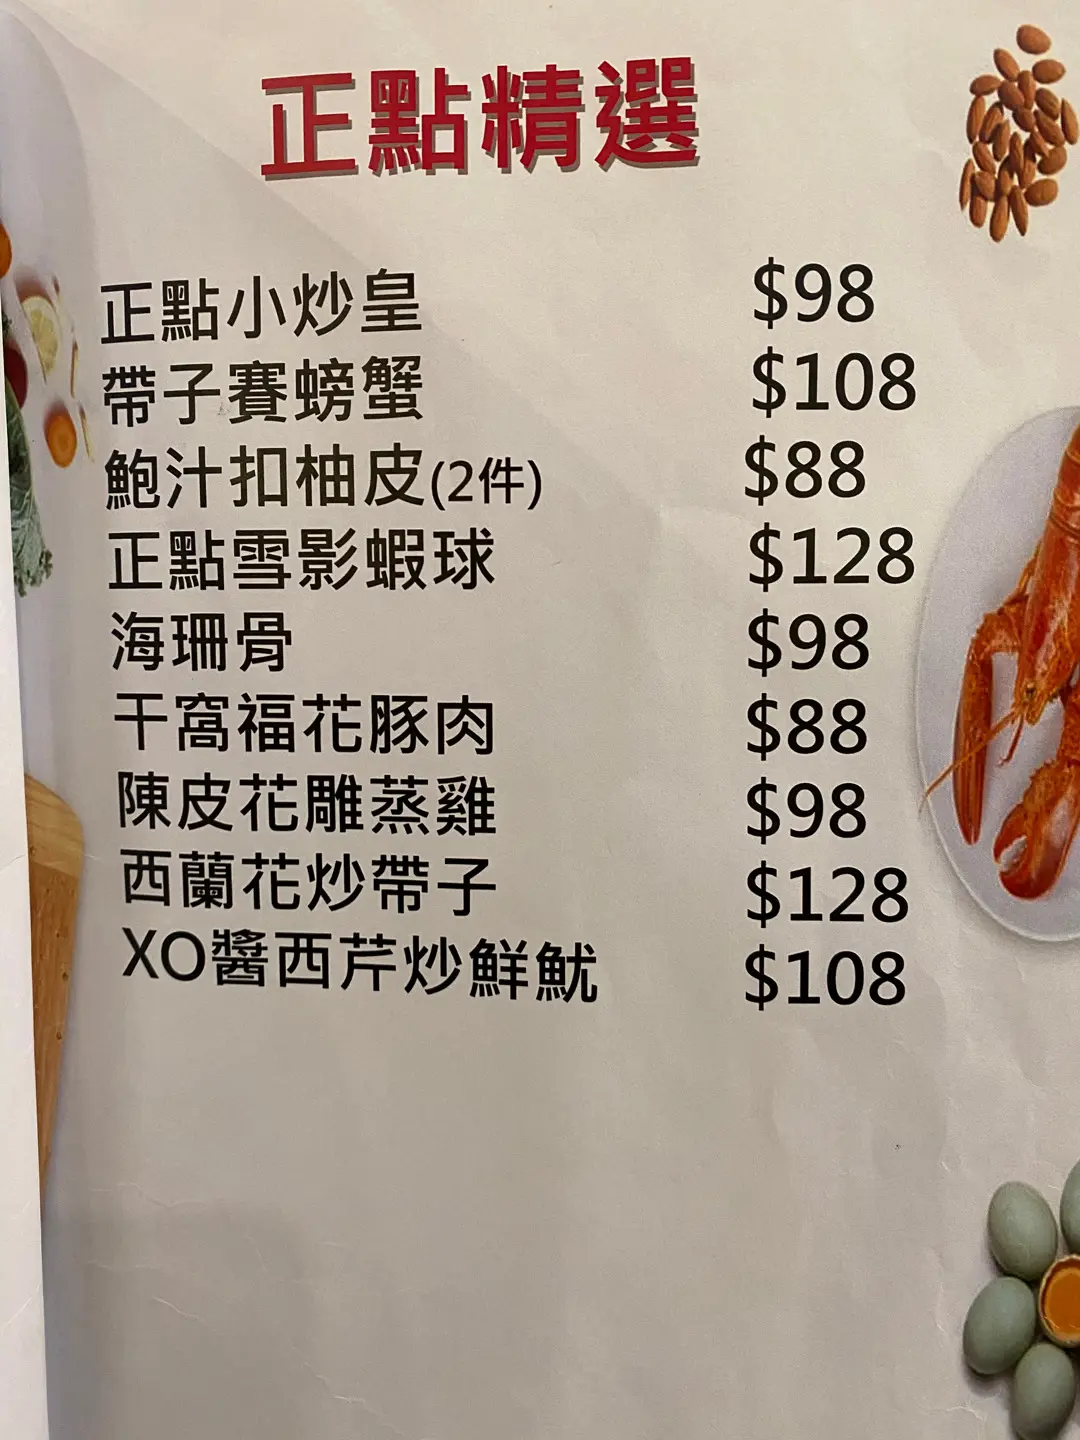 正點精選
正點小炒皇 $98
帶子賽螃蟹 $108
鮑汁扣柚皮(2件) $88
正點雪影蝦球 $128
海珊骨 $98
干窩福花豚肉 $88
陳皮花雕蒸雞 $98
西蘭花炒帶子 $128
XO醬西芹炒鮮魷 $108